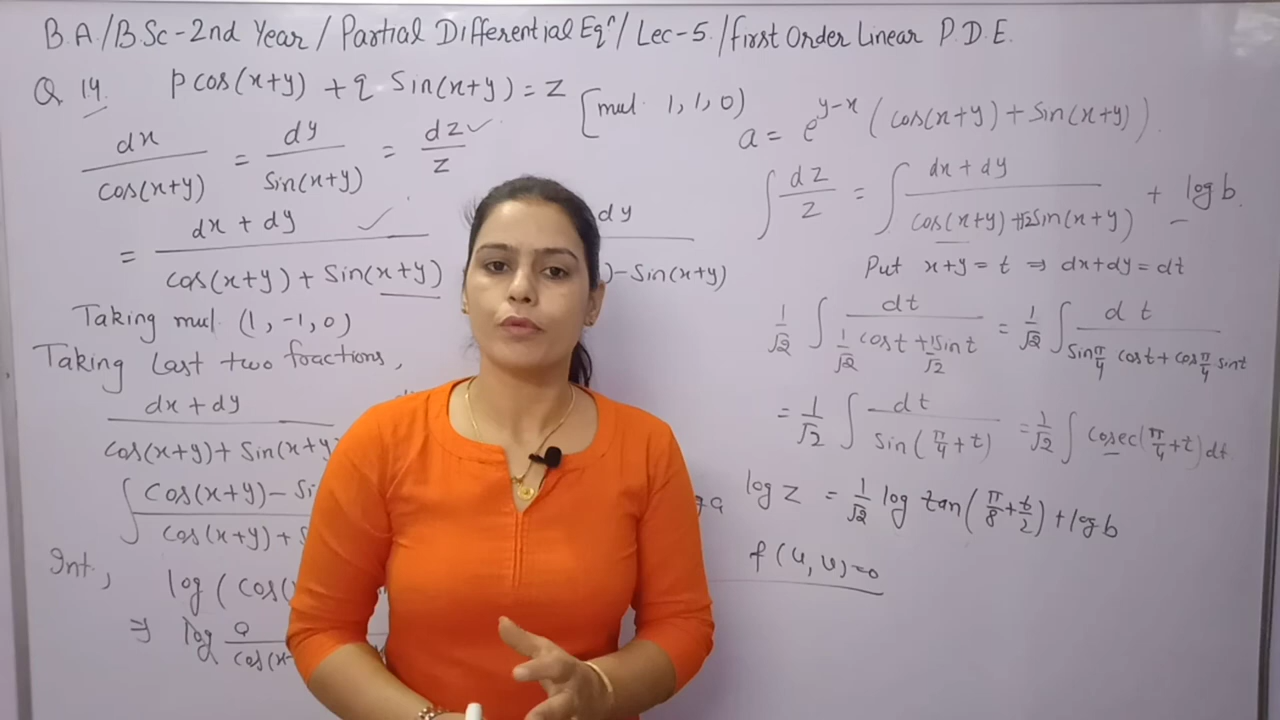 B.A/B.Sc-2nd Year/Partial Differential Eqⁿ/Lec-5./First Order Linear P.D.E.
Q 14. p cos(x+y) + q Sin(x+y) = z
[mul. 1, 1, 0)
dx/cos(x+y) = dy/Sin(x+y) = dz/z ✓
= dx + dy/cos(x+y) + Sin(x+y) ✓
dy/)-Sin(x+y)
Taking mul. (1, -1, 0)
Taking Last two fractions,
dx + dy/cos(x+y) + Sin(x+y
∫ Cos(x+y) - Si/cos(x+y) +
Int, log (cos(
⇒ log a/cos(x
a = e^(y-x) (cos(x+y) + Sin(x+y))
∫ dz/z = ∫ dx + dy/cos(x+y) + Sin(x+y) + log b.
Put x+y = t ⇒ dx+dy = dt
1/√2 ∫ dt/(1/√2 cost + 1/√2 Sint) = 1/√2 ∫ dt/(Sin π/4 cost + cos π/4 sint)
= 1/√2 ∫ dt/Sin(π/4 + t) = 1/√2 ∫ Cosec(π/4 + t) dt
log z = 1/√2 log tan(π/8 + t/2) + log b
f(u, v) = 0